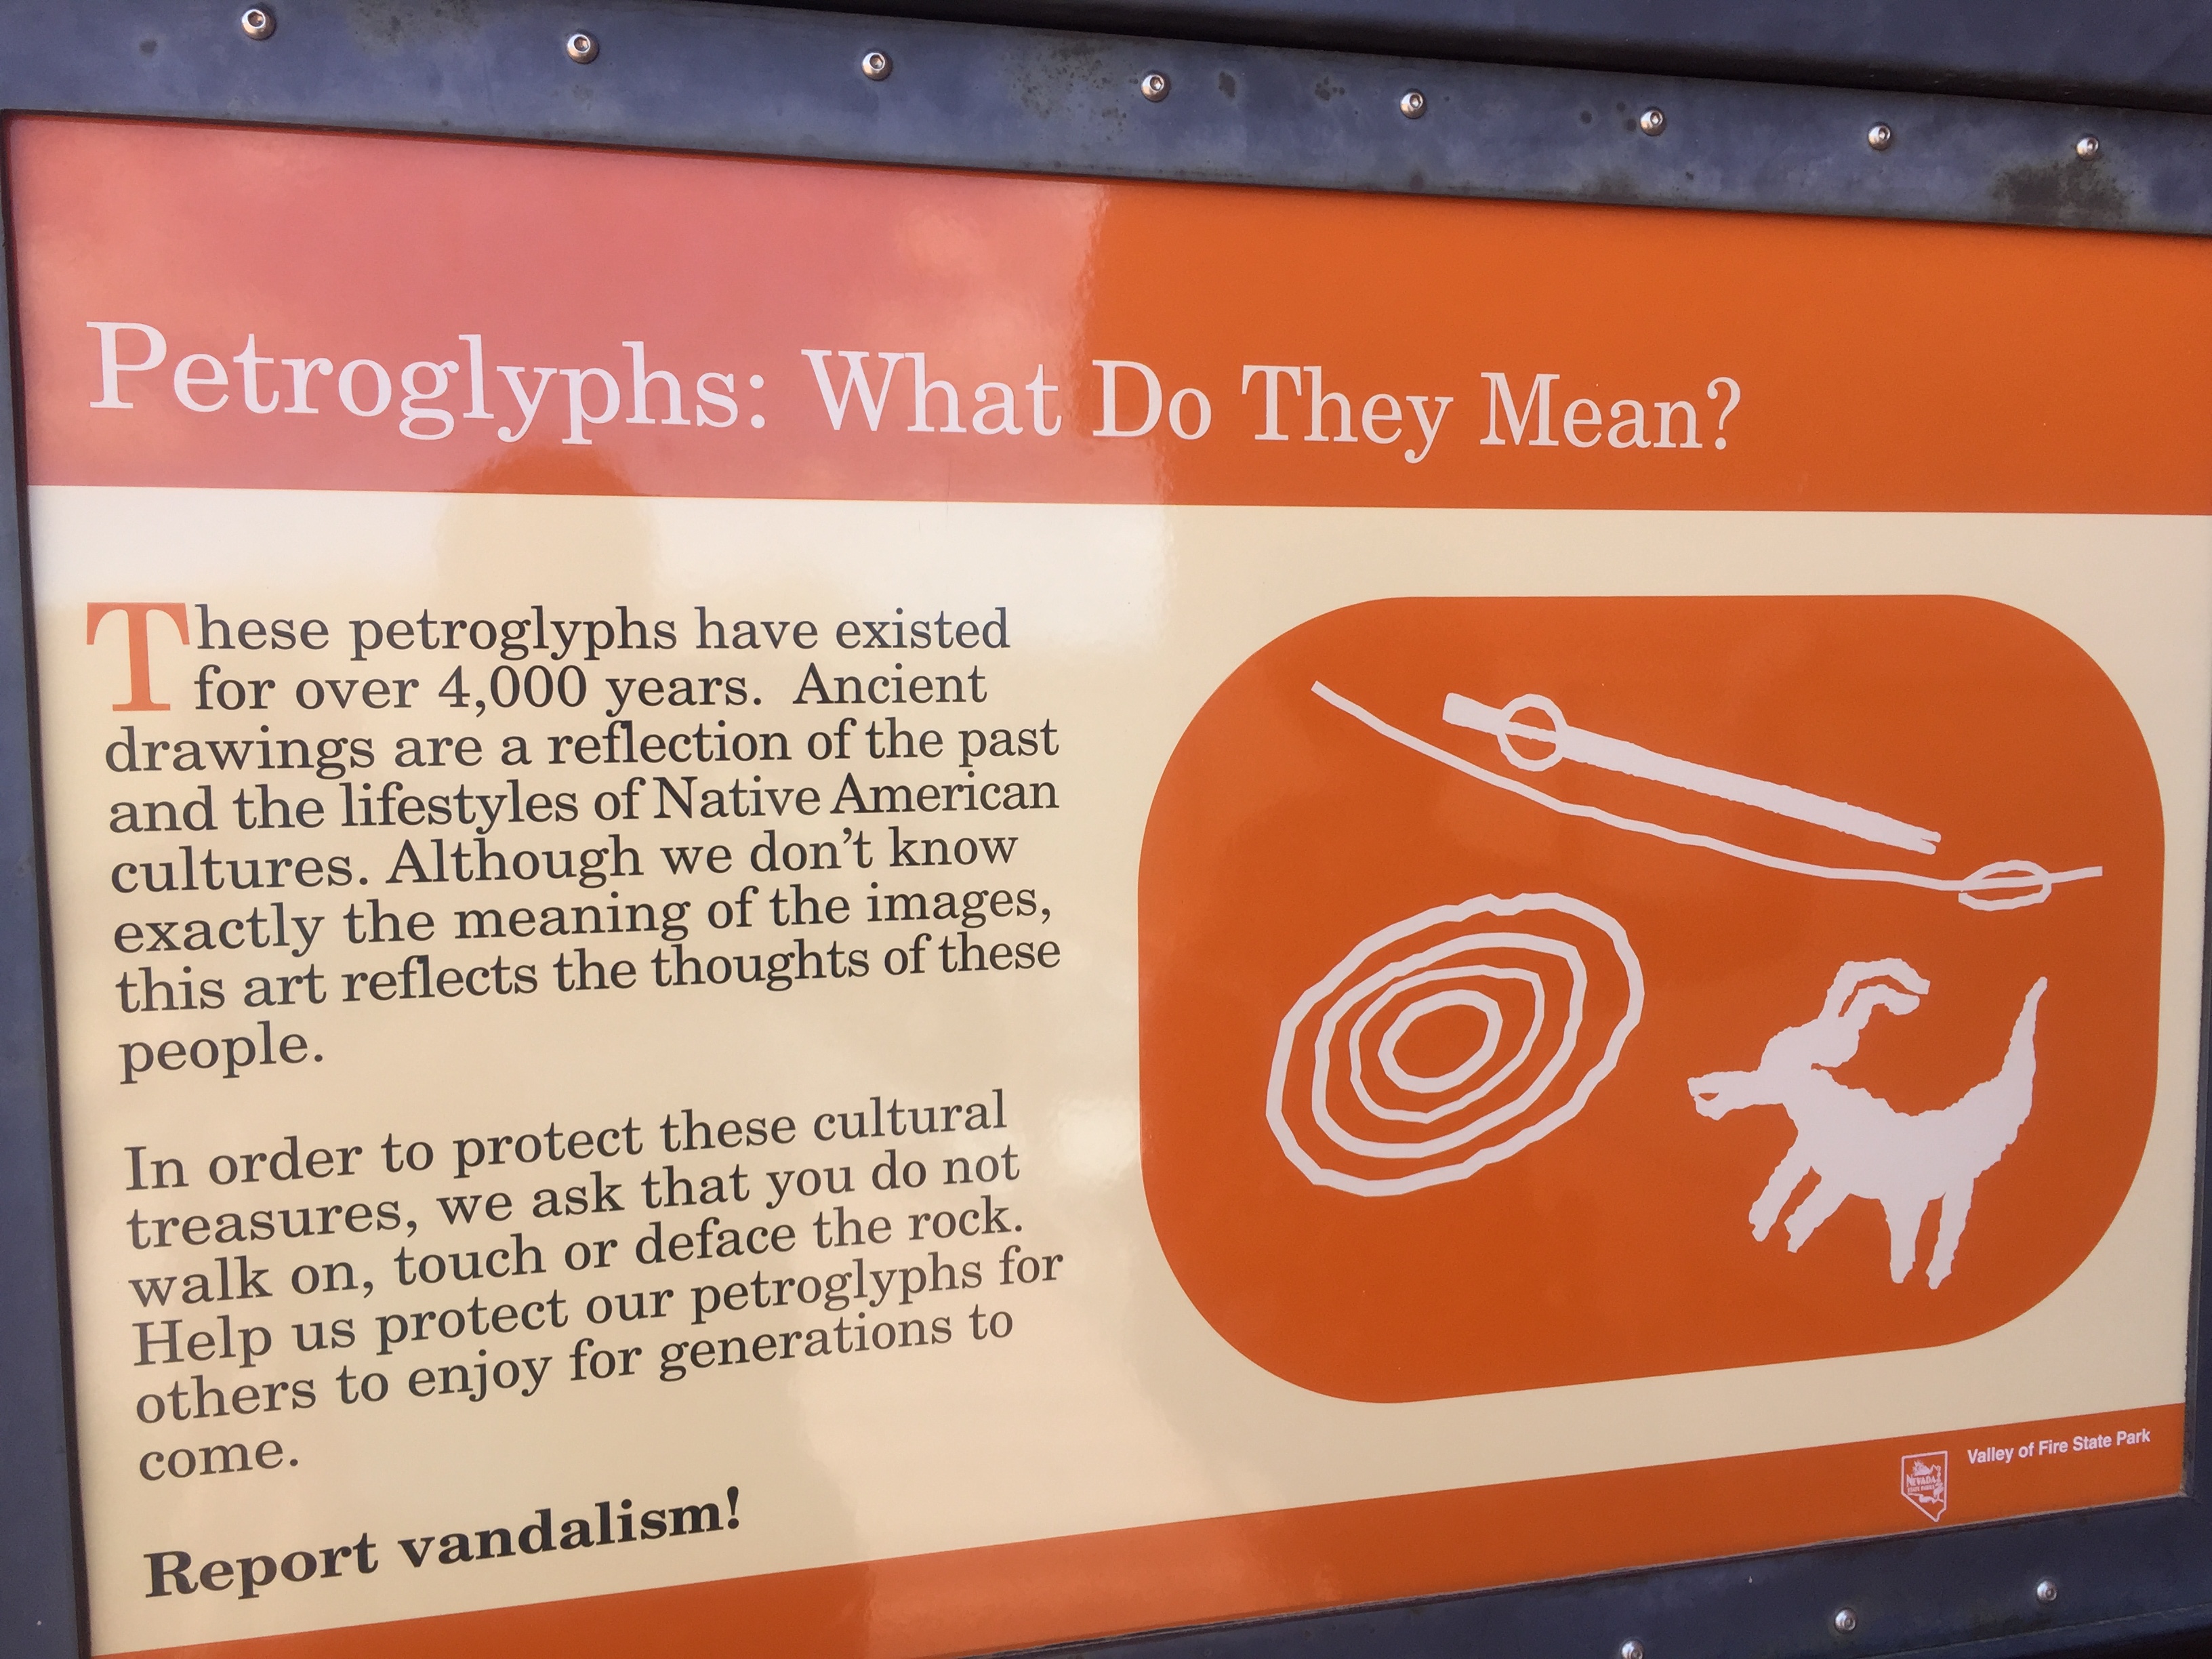 Petroglyphs: What Do They Mean?
These petroglyphs have existed
for over 4,000 years. Ancient
drawings are a reflection of the past
and the lifestyles of Native American
cultures. Although we don't know
exactly the meaning of the images,
this art reflects the thoughts of these
people.
In order to protect these cultural
treasures, we ask that you do not
walk on, touch or deface the rock.
Help us protect our petroglyphs for
others to enjoy for generations to
come.
Report vandalism!
Valley of Fire State Park
NEVADA
STATE PARKS